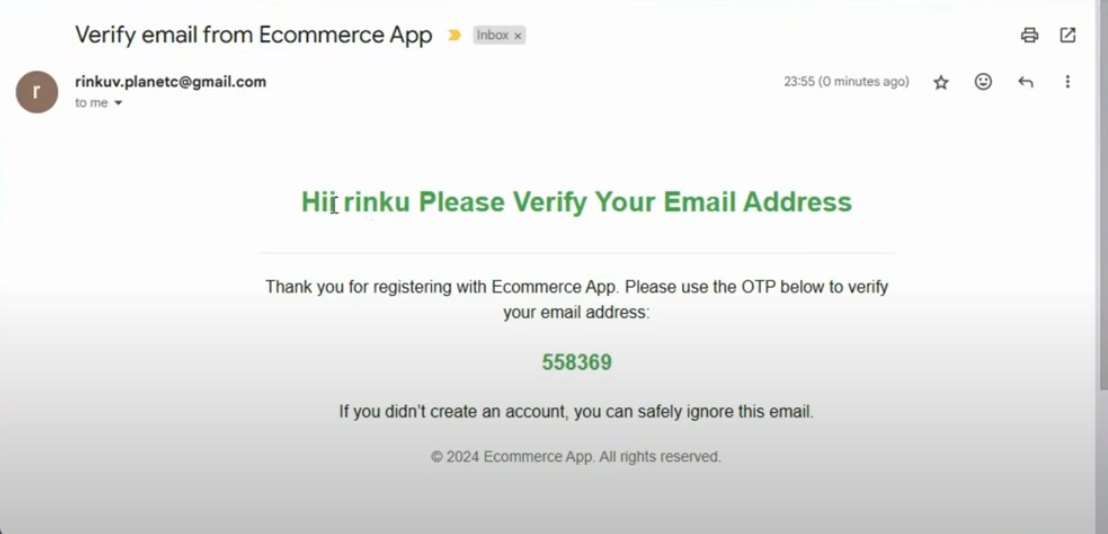 Verify email from Ecommerce App Inbox x
rinkuv.planetc@gmail.com 23:55 (0 minutes ago)
r
to me
Hii rinku Please Verify Your Email Address
Thank you for registering with Ecommerce App. Please use the OTP below to verify
your email address:
558369
If you didn't create an account, you can safely ignore this email.
© 2024 Ecommerce App. All rights reserved.